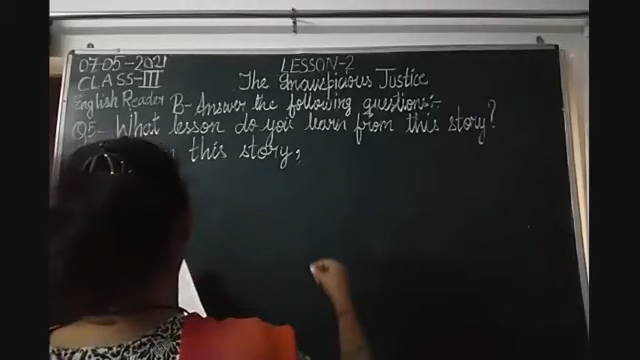 07-05-2021
LESSON-2
CLASS-III
The Inauspicious Justice
English Reader
B- Answer the following questions:-
Q5- What lesson do you learn from this story?
this story,